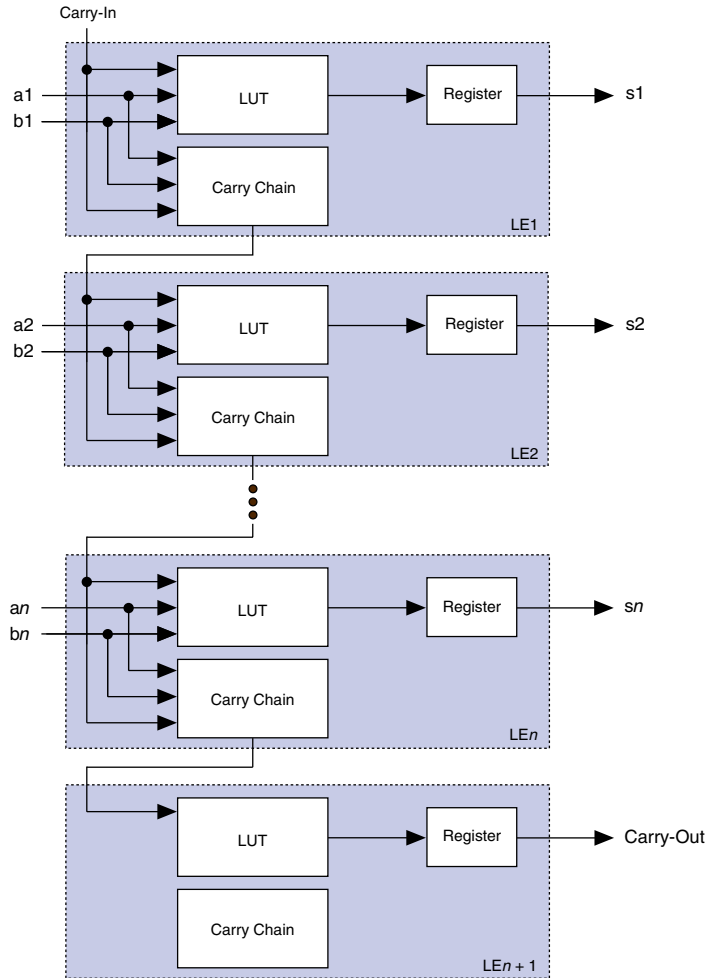 Carry-In
a1
b1
LUT
Register
s1
Carry Chain
LE1
a2
b2
LUT
Register
s2
Carry Chain
LE2
an
bn
LUT
Register
sn
Carry Chain
LEn
LUT
Register
Carry-Out
Carry Chain
LEn + 1